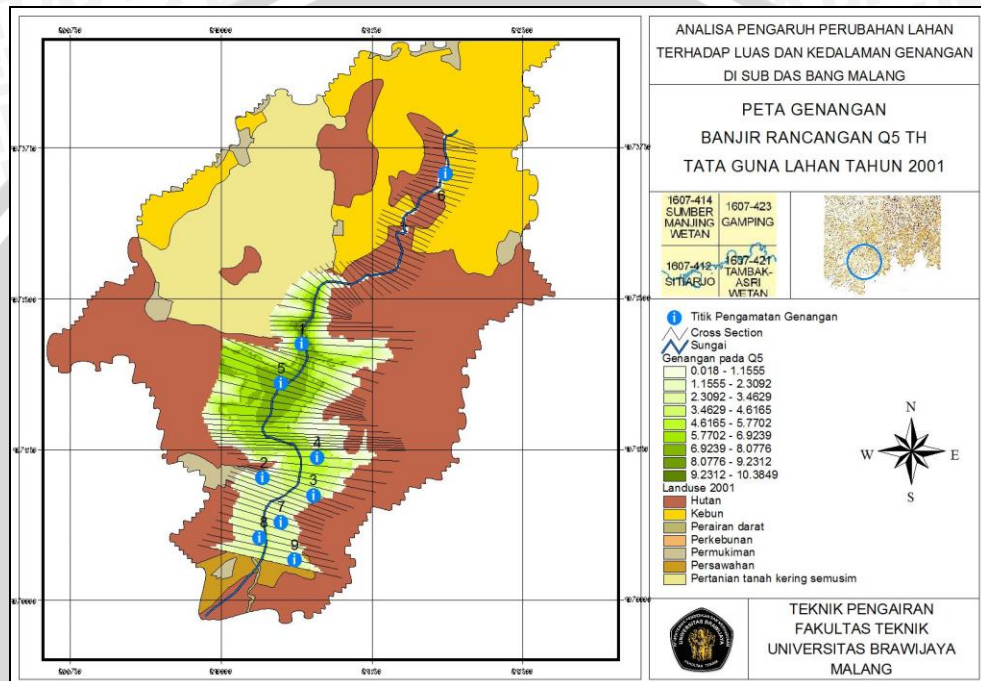 ANALISA PENGARUH PERUBAHAN LAHAN
TERHADAP LUAS DAN KEDALAMAN GENANGAN
DI SUB DAS BANG MALANG
PETA GENANGAN
BANJIR RANCANGAN Q5 TH
TATA GUNA LAHAN TAHUN 2001
1607-414
SUMBER
MANJING
WETAN
1607-423
GAMPING
1607-412
SITIARJO
1607-421
TAMBAK-
ASRI
WETAN
Titik Pengamatan Genangan
Cross Section
Sungai
Genangan pada Q5
0.018 - 1.1555
1.1555 - 2.3092
2.3092 - 3.4629
3.4629 - 4.6165
4.6165 - 5.7702
5.7702 - 6.9239
6.9239 - 8.0776
8.0776 - 9.2312
9.2312 - 10.3849
Landuse 2001
Hutan
Kebun
Perairan darat
Perkebunan
Permukiman
Persawahan
Pertanian tanah kering semusim
N
W E
S
6
1
5
4
2
3
7
8
9
TEKNIK PENGAIRAN
FAKULTAS TEKNIK
UNIVERSITAS BRAWIJAYA
MALANG